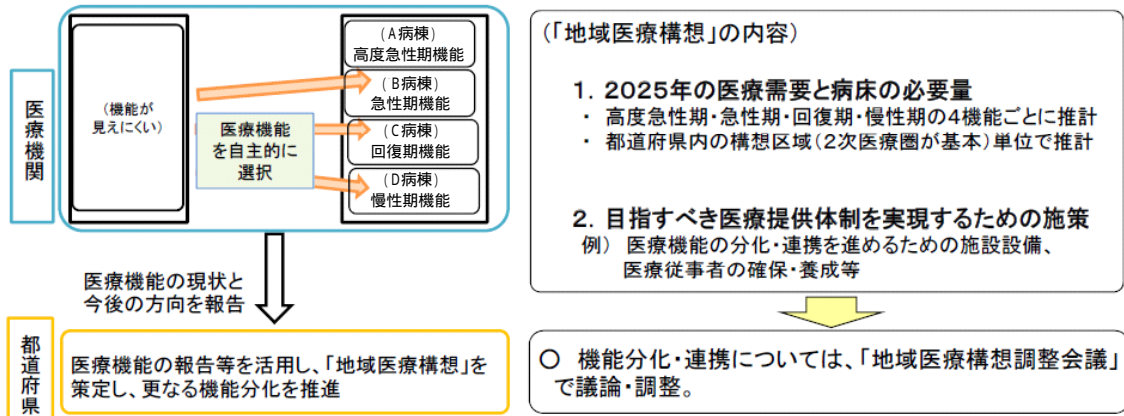 医療機関
（機能が
見えにくい）
医療機能
を自主的に
選択
（A病棟）
高度急性期機能
（B病棟）
急性期機能
（C病棟）
回復期機能
（D病棟）
慢性期機能
医療機能の現状と
今後の方向を報告
都道府県
医療機能の報告等を活用し、「地域医療構想」を
策定し、更なる機能分化を推進
（「地域医療構想」の内容）
１．２０２５年の医療需要と病床の必要量
・ 高度急性期・急性期・回復期・慢性期の４機能ごとに推計
・ 都道府県内の構想区域（２次医療圏が基本）単位で推計
２．目指すべき医療提供体制を実現するための施策
例） 医療機能の分化・連携を進めるための施設設備、
医療従事者の確保・養成等
○ 機能分化・連携については、「地域医療構想調整会議」
で議論・調整。